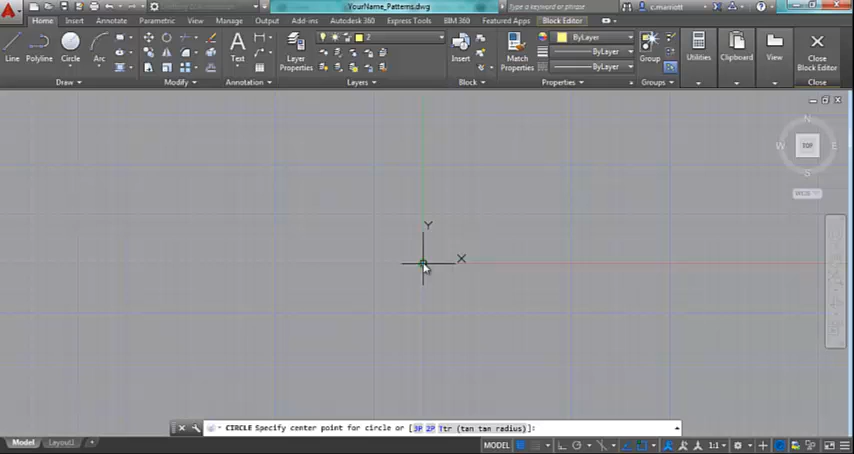 YourName_Patterns.dwg
Type a keyword or phrase
c.marriott
Home Insert Annotate Parametric View Manage Output Add-ins Autodesk 360 Express Tools BIM 360 Featured Apps Block Editor
Line Polyline Circle Arc Text Layer Properties 2 Insert Match Properties ByLayer ByLayer ByLayer Group Utilities Clipboard View Close Block Editor
Draw Modify Annotation Layers Block Properties Groups Close
N
W TOP E
S
Y
X
CIRCLE Specify center point for circle or [3P 2P Ttr (tan tan radius)]:
Model Layout1 + MODEL 1:1